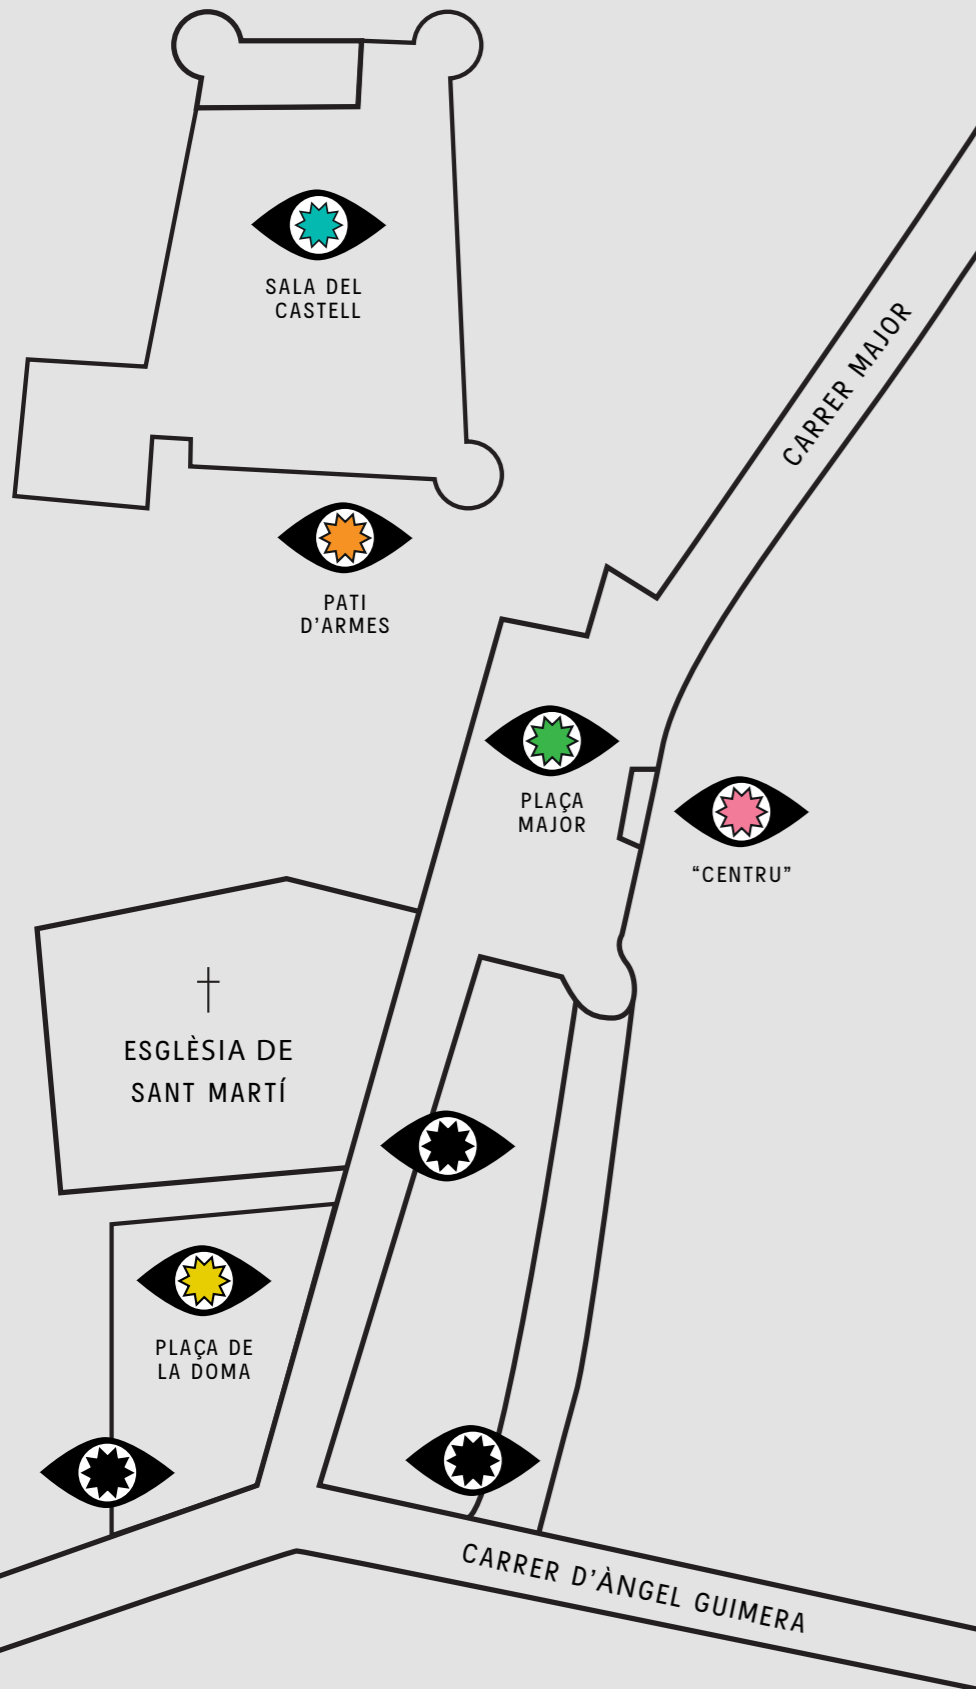 SALA DEL
CASTELL
CARRER MAJOR
PATI
D'ARMES
PLAÇA
MAJOR
“CENTRU”
ESGLÈSIA DE
SANT MARTÍ
PLAÇA DE
LA DOMA
CARRER D'ÀNGEL GUIMERA